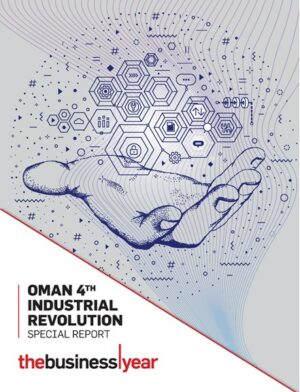 OMAN 4TH
INDUSTRIAL
REVOLUTION
SPECIAL REPORT
thebusinessyear